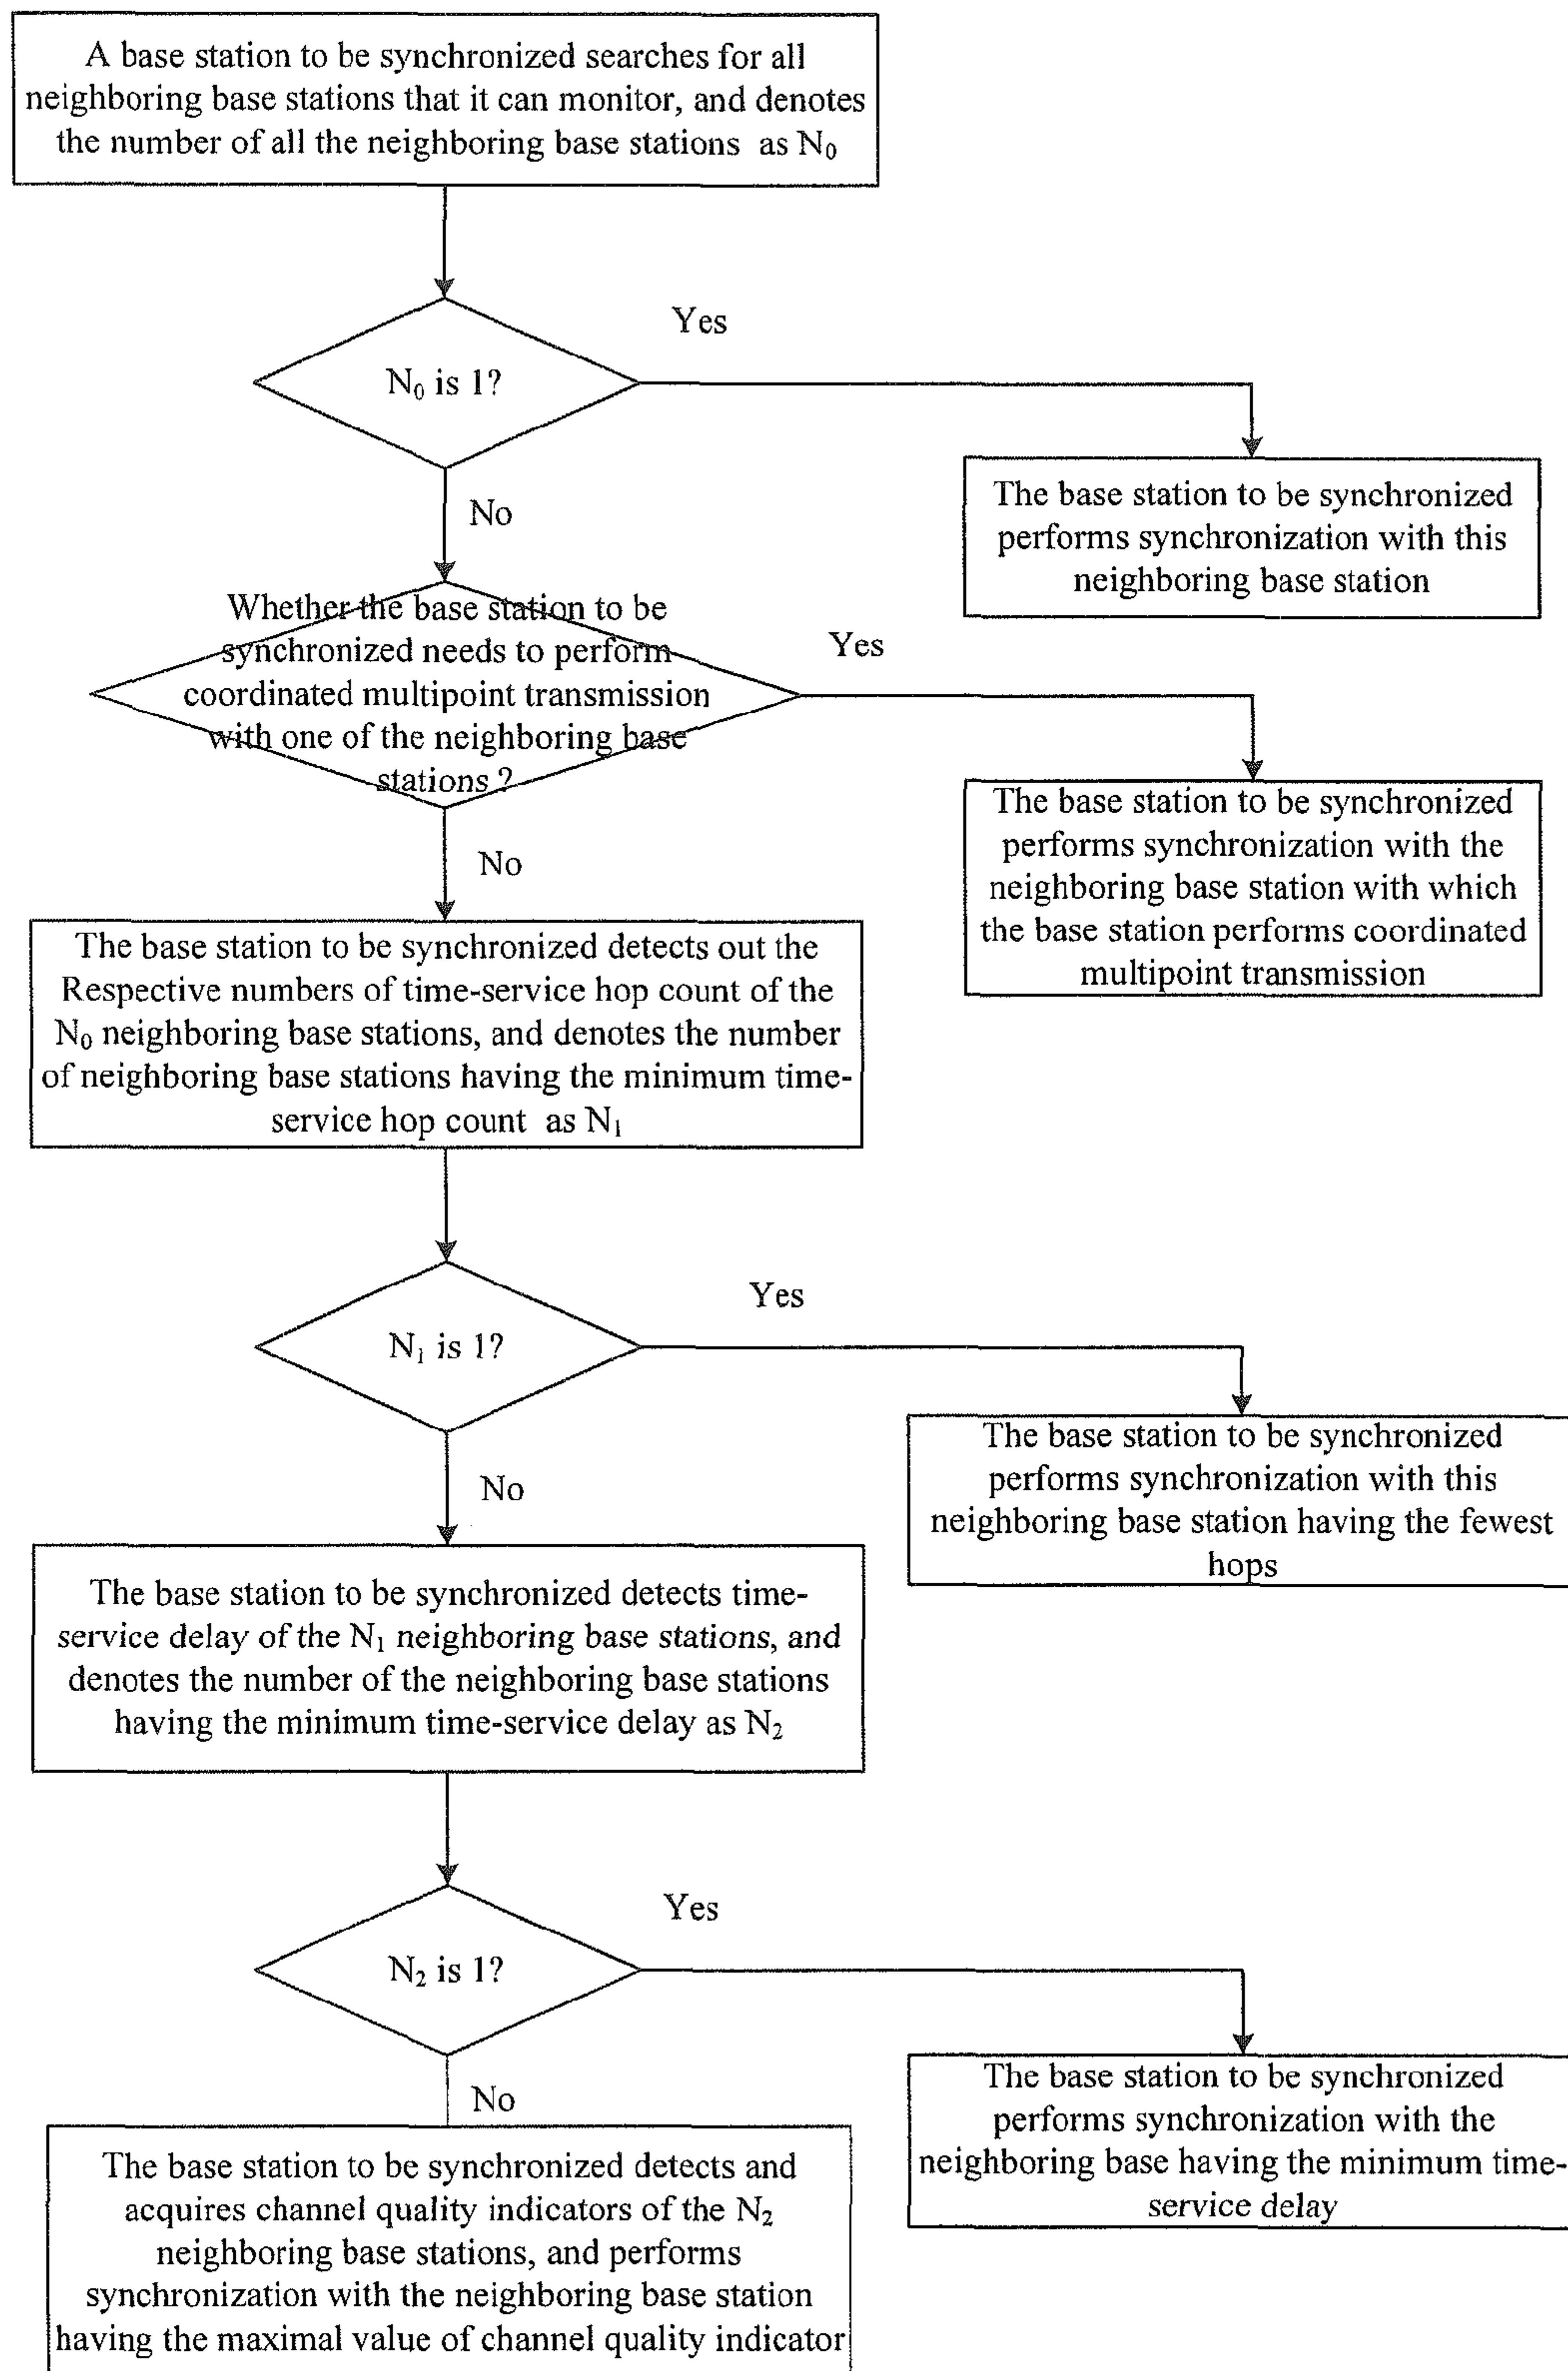 A base station to be synchronized searches for all
neighboring base stations that it can monitor, and denotes
the number of all the neighboring base stations as N₀
N₀ is 1?
Yes
No
The base station to be synchronized
performs synchronization with this
neighboring base station
Whether the base station to be
synchronized needs to perform
coordinated multipoint transmission
with one of the neighboring base
stations ?
Yes
No
The base station to be synchronized
performs synchronization with the
neighboring base station with which
the base station performs coordinated
multipoint transmission
The base station to be synchronized detects out the
Respective numbers of time-service hop count of the
N₀ neighboring base stations, and denotes the number
of neighboring base stations having the minimum time-
service hop count as N₁
N₁ is 1?
Yes
No
The base station to be synchronized
performs synchronization with this
neighboring base station having the fewest
hops
The base station to be synchronized detects time-
service delay of the N₁ neighboring base stations, and
denotes the number of the neighboring base stations
having the minimum time-service delay as N₂
N₂ is 1?
Yes
No
The base station to be synchronized
performs synchronization with the
neighboring base having the minimum time-
service delay
The base station to be synchronized detects and
acquires channel quality indicators of the N₂
neighboring base stations, and performs
synchronization with the neighboring base station
having the maximal value of channel quality indicator